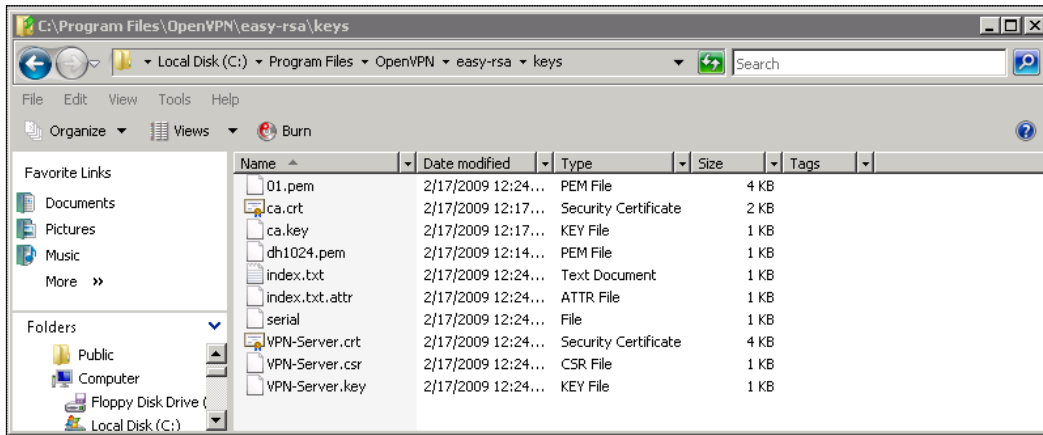 C:\Program Files\OpenVPN\easy-rsa\keys
Local Disk (C:) Program Files OpenVPN easy-rsa keys Search
File Edit View Tools Help
Organize Views Burn
Favorite Links
Documents
Pictures
Music
More »
Folders
Public
Computer
Floppy Disk Drive (
Local Disk (C:)
Name Date modified Type Size Tags
01.pem 2/17/2009 12:24... PEM File 4 KB
ca.crt 2/17/2009 12:17... Security Certificate 2 KB
ca.key 2/17/2009 12:17... KEY File 1 KB
dh1024.pem 2/17/2009 12:14... PEM File 1 KB
index.txt 2/17/2009 12:24... Text Document 1 KB
index.txt.attr 2/17/2009 12:24... ATTR File 1 KB
serial 2/17/2009 12:24... File 1 KB
VPN-Server.crt 2/17/2009 12:24... Security Certificate 4 KB
VPN-Server.csr 2/17/2009 12:24... CSR File 1 KB
VPN-Server.key 2/17/2009 12:24... KEY File 1 KB